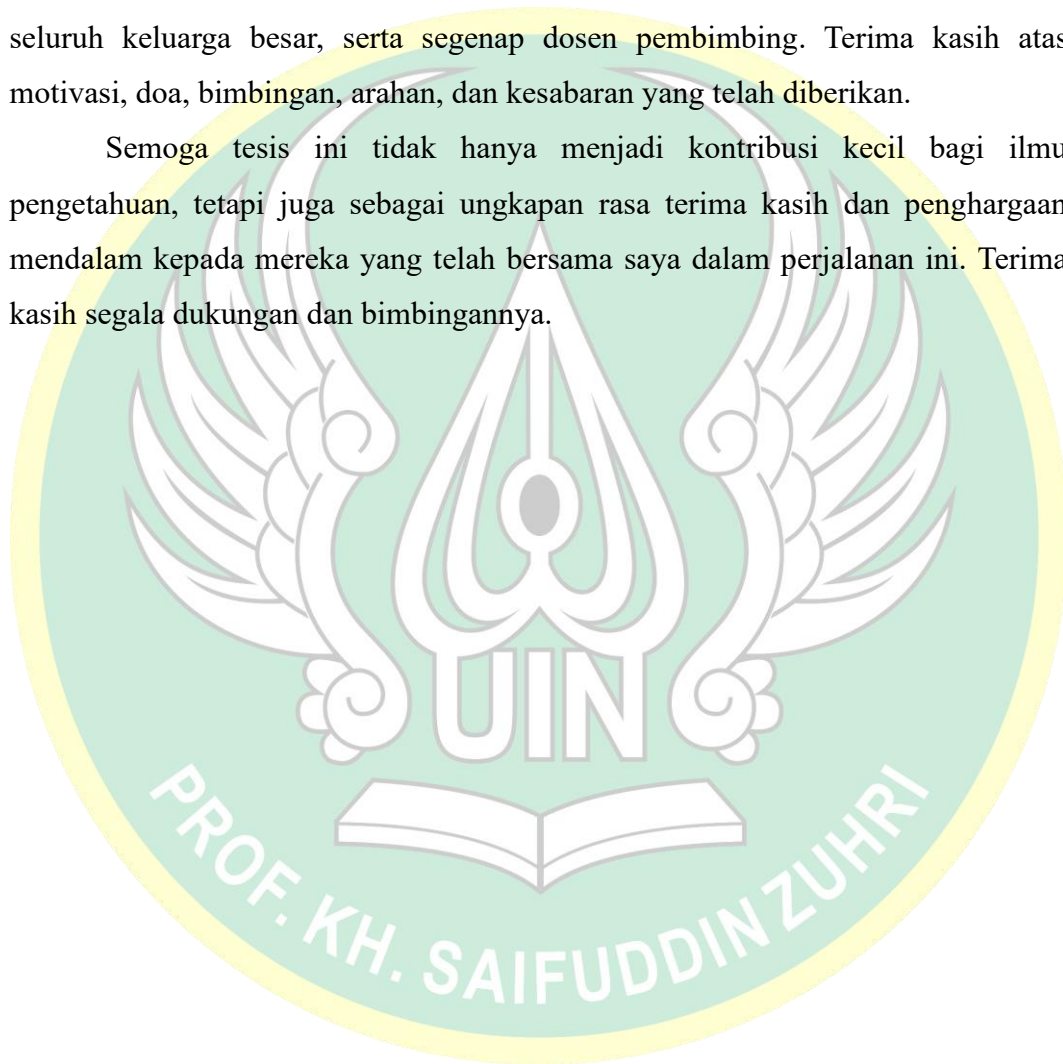 seluruh keluarga besar, serta segenap dosen pembimbing. Terima kasih atas
motivasi, doa, bimbingan, arahan, dan kesabaran yang telah diberikan.
Semoga tesis ini tidak hanya menjadi kontribusi kecil bagi ilmu
pengetahuan, tetapi juga sebagai ungkapan rasa terima kasih dan penghargaan
mendalam kepada mereka yang telah bersama saya dalam perjalanan ini. Terima
kasih segala dukungan dan bimbingannya.
UIN
PROF. KH. SAIFUDDIN ZUHRI